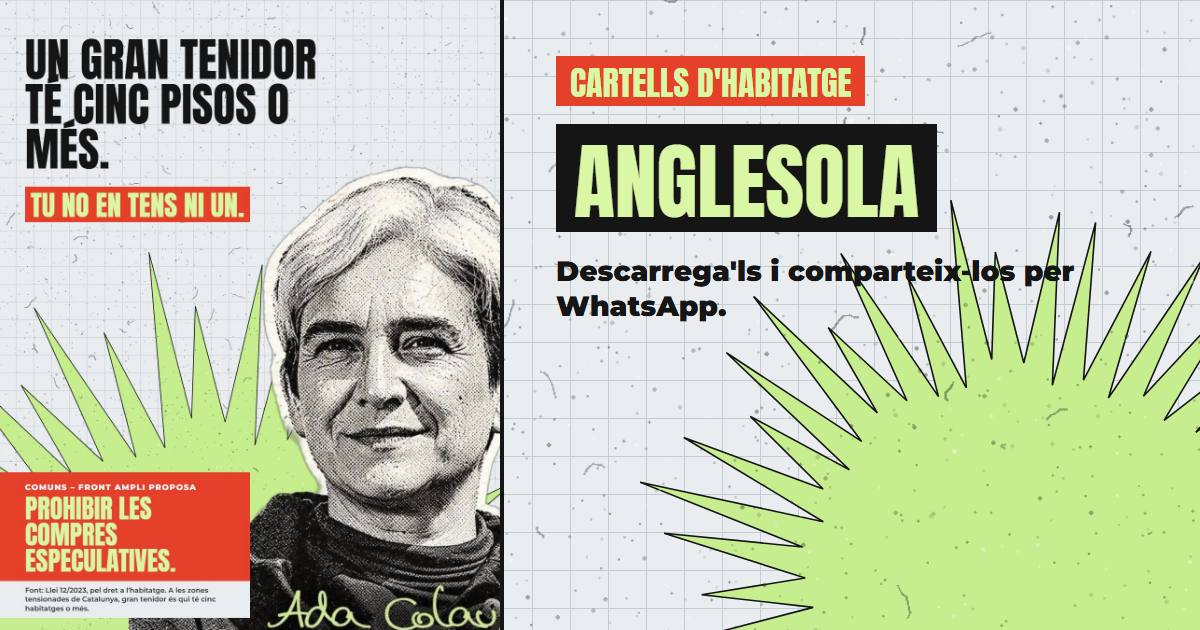 UN GRAN TENIDOR
TÉ CINC PISOS O
MÉS.
TU NO EN TENS NI UN.
COMUNS – FRONT AMPLI PROPOSA
PROHIBIR LES
COMPRES
ESPECULATIVES.
Font: Llei 12/2023, pel dret a l'habitatge. A les zones
tensionades de Catalunya, gran tenidor és qui té cinc
habitatges o més.
Ada Colau
CARTELLS D'HABITATGE
ANGLESOLA
Descarrega'ls i comparteix-los per
WhatsApp.